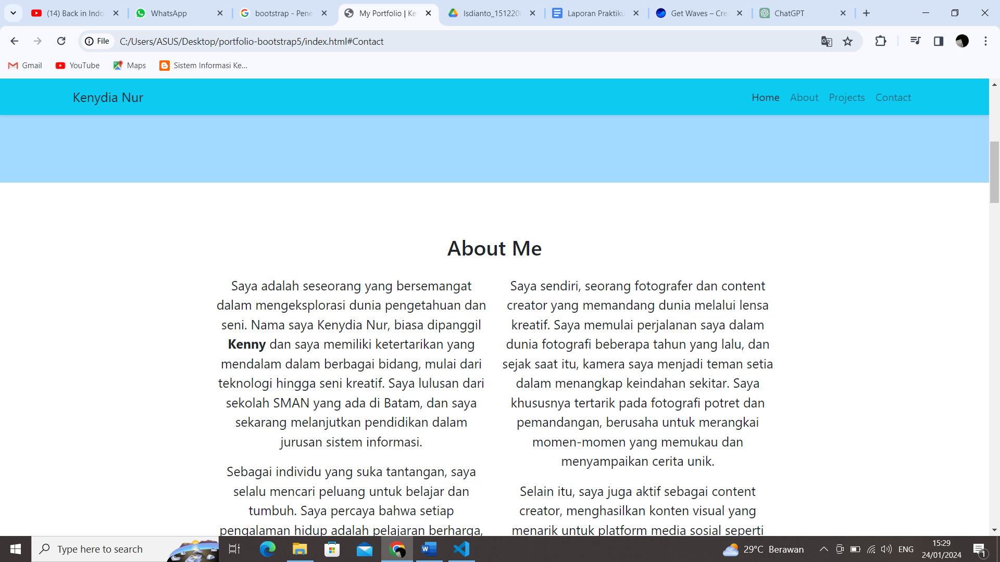 (14) Back in Indo
WhatsApp
bootstrap - Pene
My Portfolio | Ke
Isdianto_151220
Laporan Praktiku
Get Waves – Cre
ChatGPT
File
C:/Users/ASUS/Desktop/portfolio-bootstrap5/index.html#Contact
Gmail
YouTube
Maps
Sistem Informasi Ke...
Kenydia Nur
Home
About
Projects
Contact
About Me
Saya adalah seseorang yang bersemangat
dalam mengeksplorasi dunia pengetahuan dan
seni. Nama saya Kenydia Nur, biasa dipanggil
Kenny dan saya memiliki ketertarikan yang
mendalam dalam berbagai bidang, mulai dari
teknologi hingga seni kreatif. Saya lulusan dari
sekolah SMAN yang ada di Batam, dan saya
sekarang melanjutkan pendidikan dalam
jurusan sistem informasi.
Sebagai individu yang suka tantangan, saya
selalu mencari peluang untuk belajar dan
tumbuh. Saya percaya bahwa setiap
pengalaman hidup adalah pelajaran berharga,
Saya sendiri, seorang fotografer dan content
creator yang memandang dunia melalui lensa
kreatif. Saya memulai perjalanan saya dalam
dunia fotografi beberapa tahun yang lalu, dan
sejak saat itu, kamera saya menjadi teman setia
dalam menangkap keindahan sekitar. Saya
khususnya tertarik pada fotografi potret dan
pemandangan, berusaha untuk merangkai
momen-momen yang memukau dan
menyampaikan cerita unik.
Selain itu, saya juga aktif sebagai content
creator, menghasilkan konten visual yang
menarik untuk platform media sosial seperti
Type here to search
29°C Berawan
ENG
15:29
24/01/2024
1